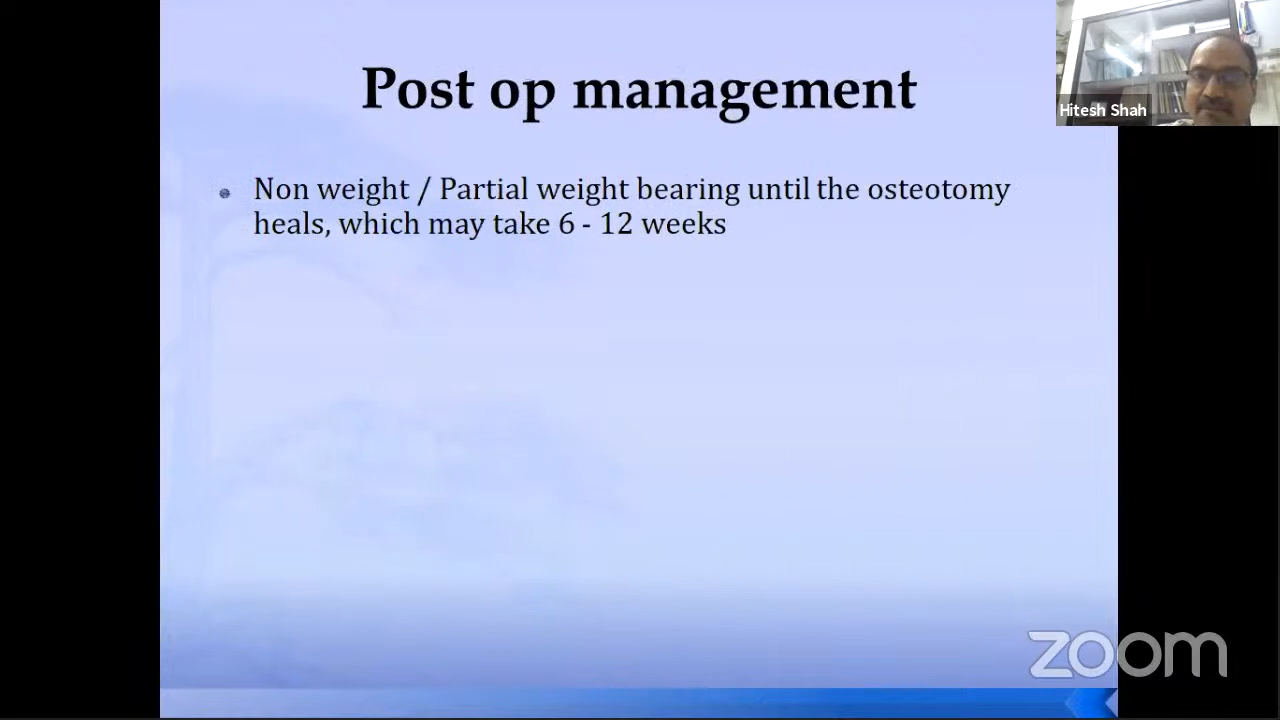 Post op management
Hitesh Shah
Non weight / Partial weight bearing until the osteotomy
heals, which may take 6 - 12 weeks
zoom